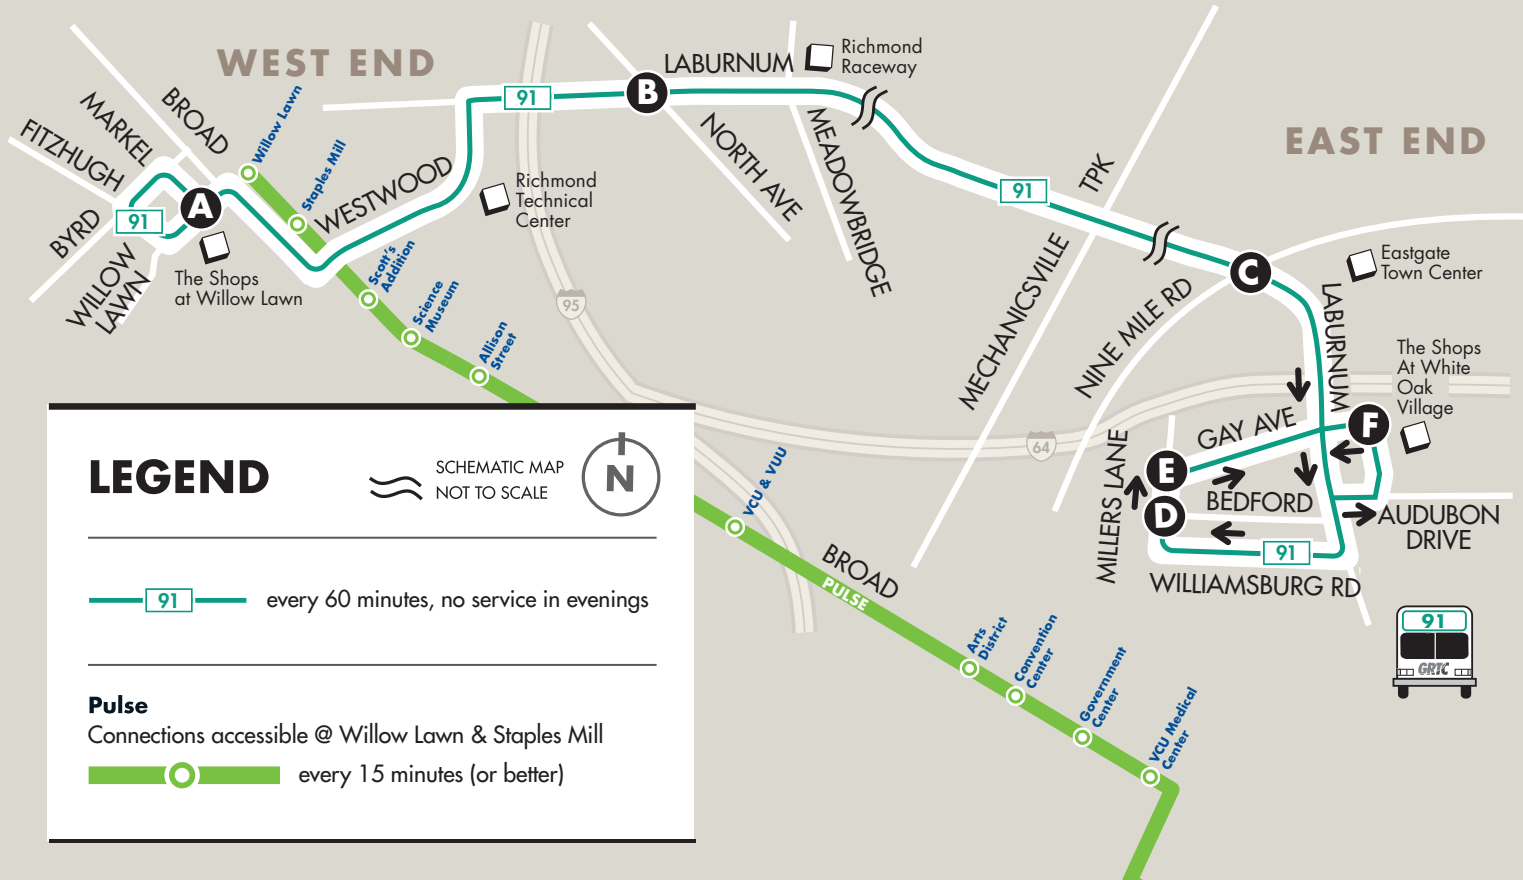 WEST END
EAST END
BROAD
MARKEL
FITZHUGH
BYRD
WILLOW
LAWN
91
A
The Shops
at Willow Lawn
Willow Lawn
Staples Mill
WESTWOOD
Scott's
Addition
Science
Museum
Allison
Street
Richmond
Technical
Center
91
B
LABURNUM
Richmond
Raceway
NORTH AVE
MEADOWBRIDGE
95
91
TPK
MECHANICSVILLE
C
NINE MILE RD
Eastgate
Town Center
LABURNUM
The Shops
At White
Oak
Village
F
GAY AVE
64
E
MILLERS LANE
BEDFORD
D
AUDUBON
DRIVE
91
WILLIAMSBURG RD
91
GRTC
VCU & VUU
BROAD
PULSE
Arts
District
Convention
Center
Government
Center
VCU Medical
Center
LEGEND
SCHEMATIC MAP
NOT TO SCALE
N
91
every 60 minutes, no service in evenings
Pulse
Connections accessible @ Willow Lawn & Staples Mill
every 15 minutes (or better)